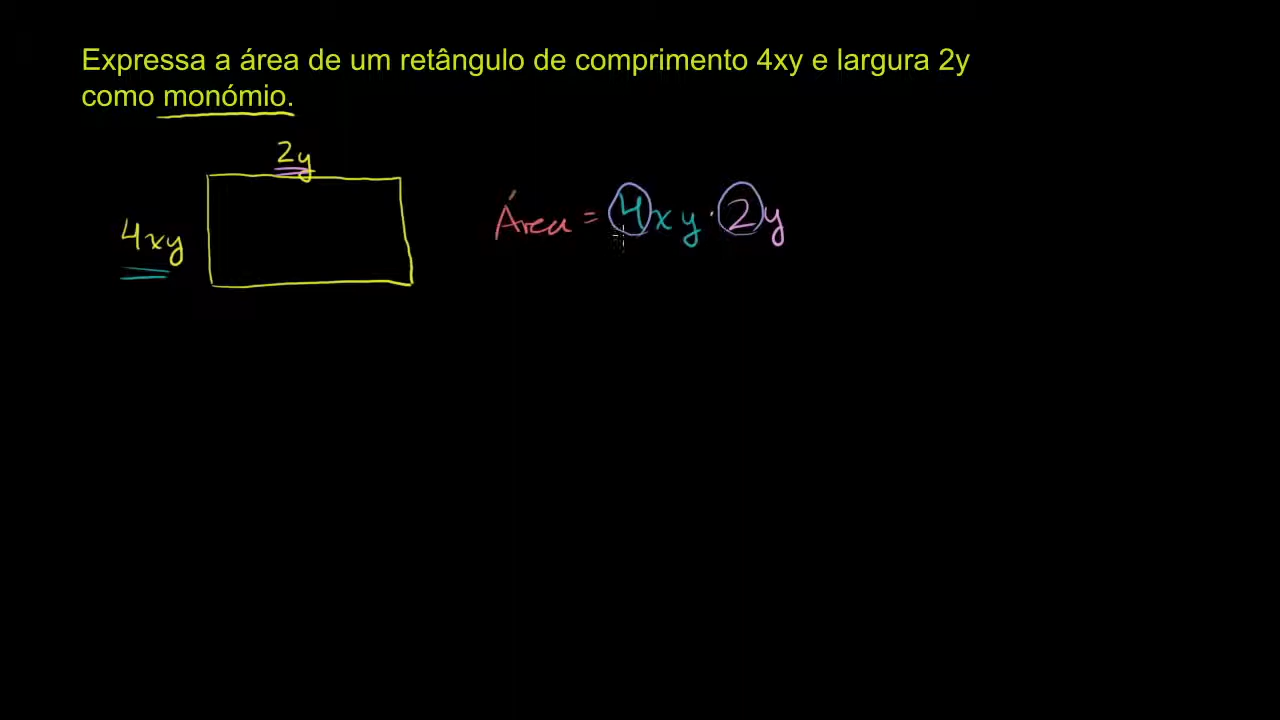 Expressa a área de um retângulo de comprimento 4xy e largura 2y
como monómio.
2y
4xy
Área = 4xy · 2y